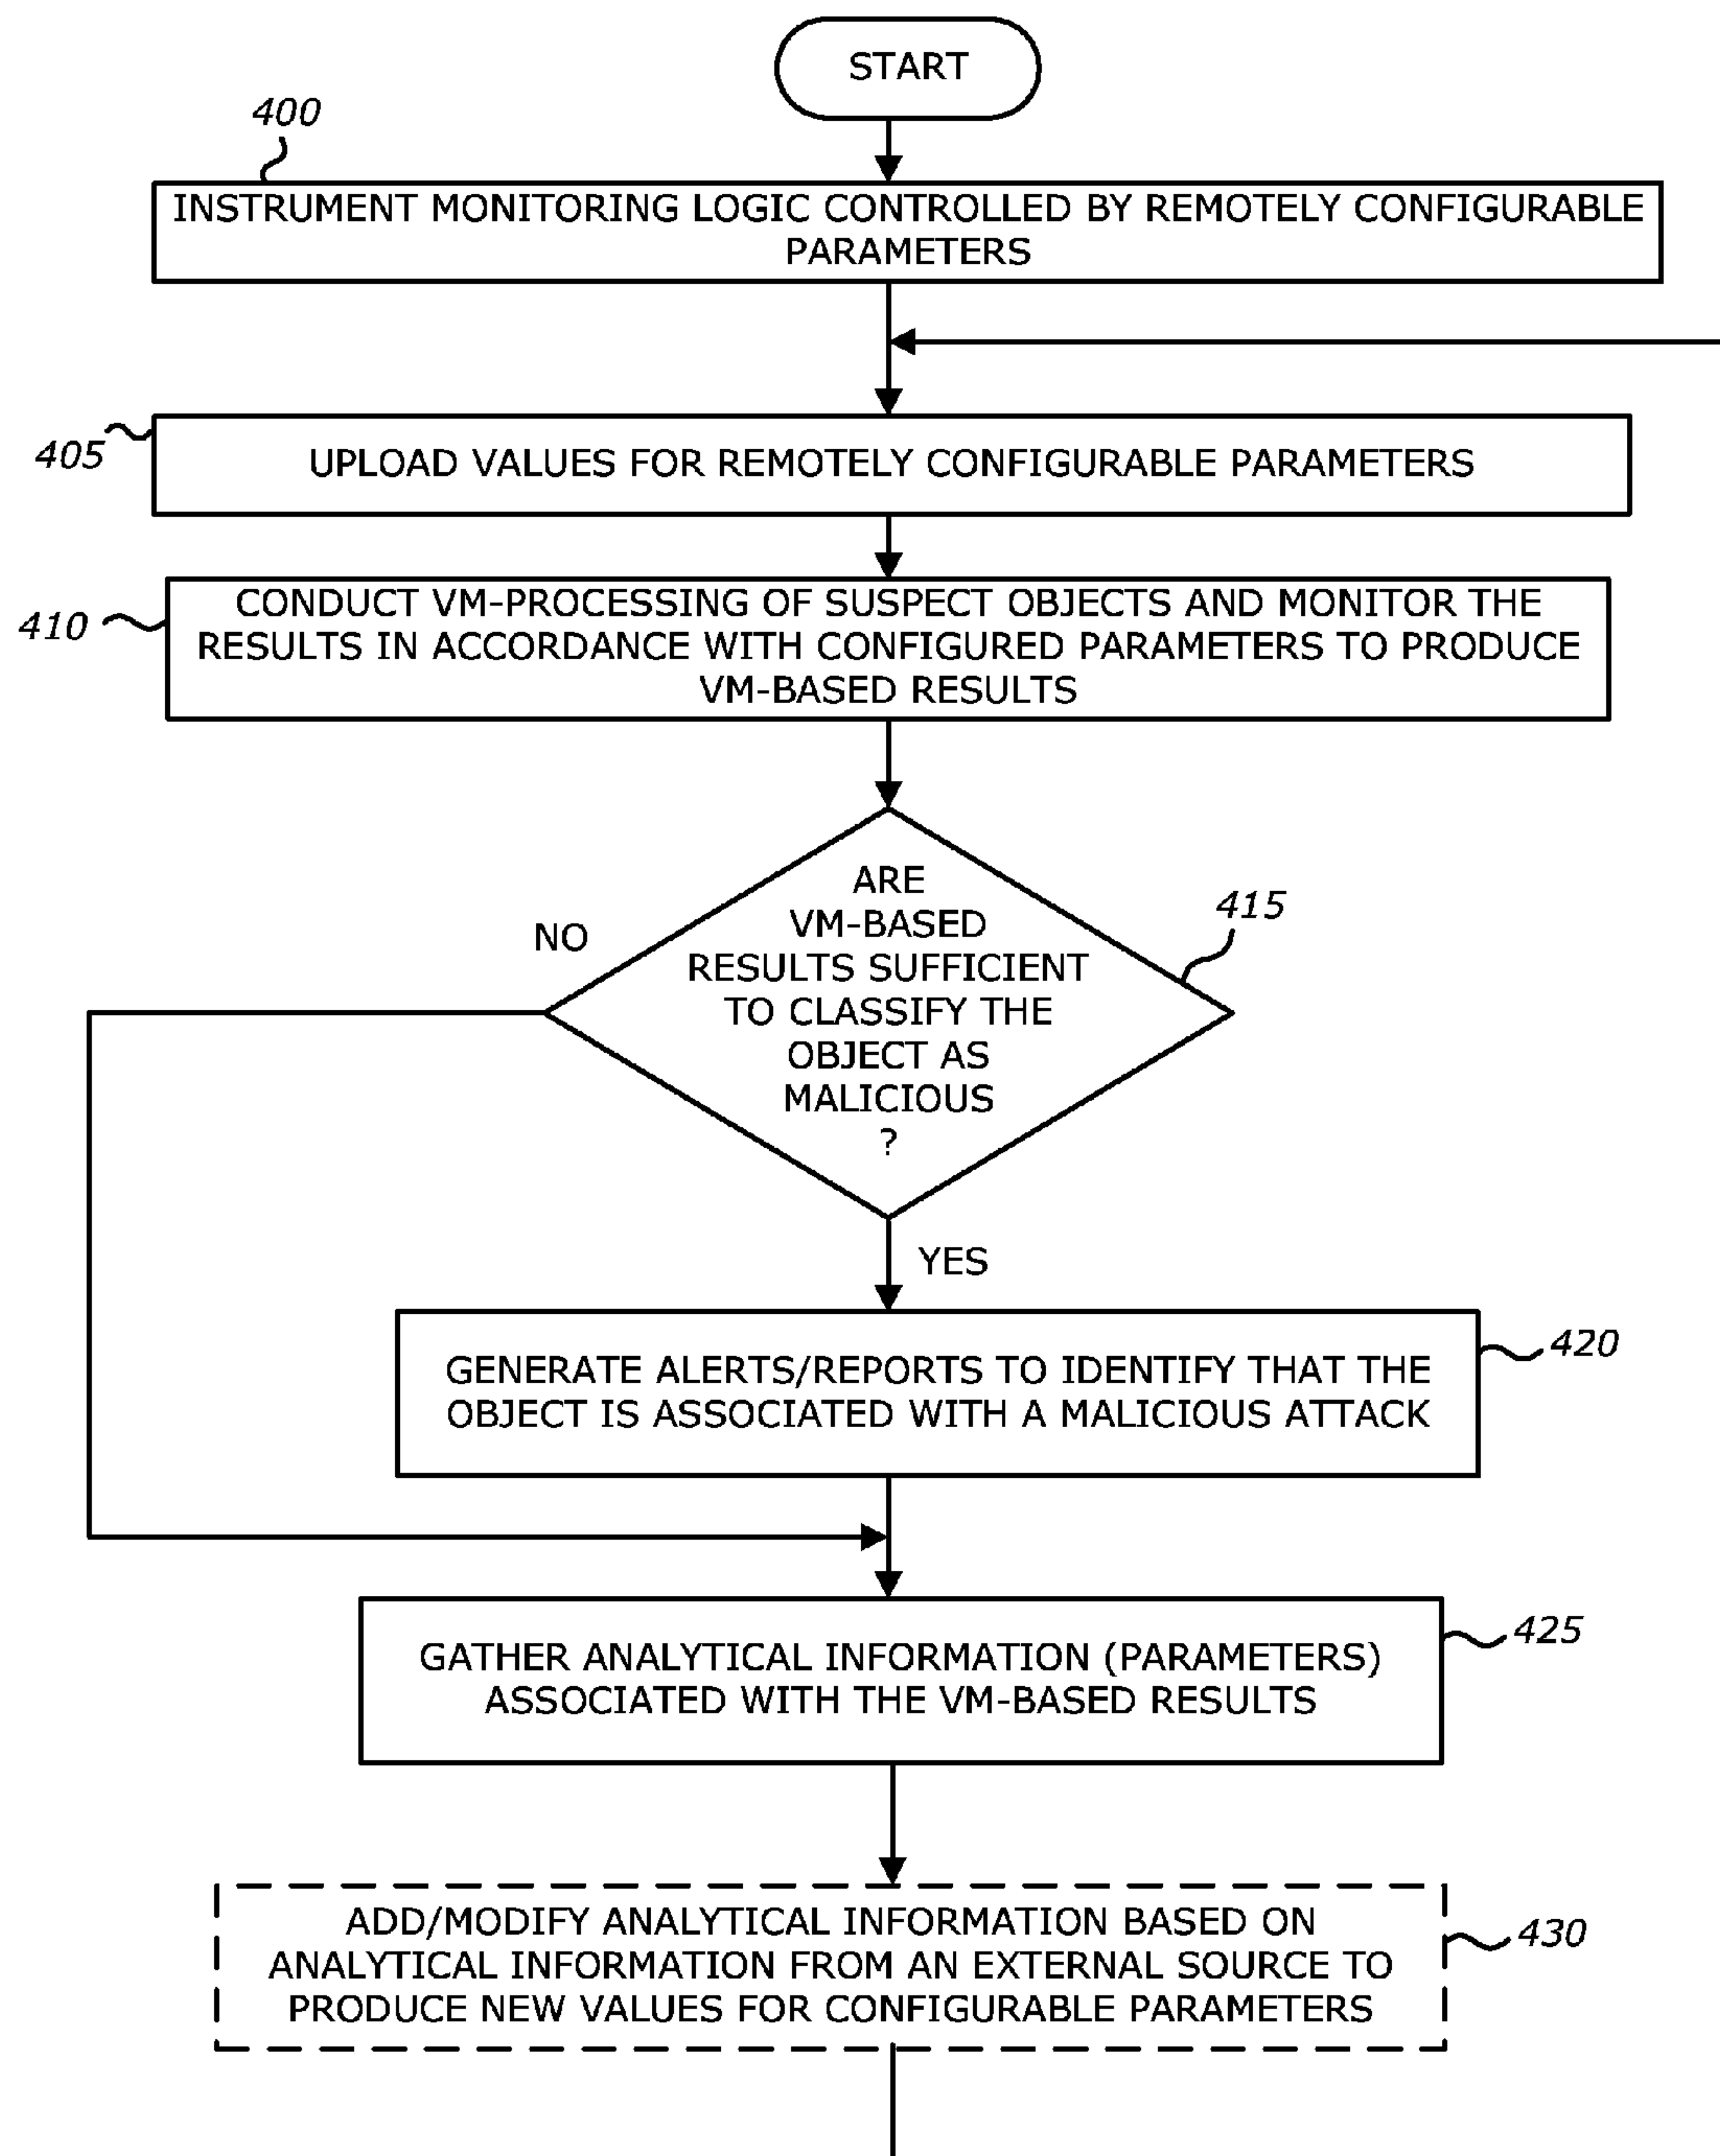 START
400
INSTRUMENT MONITORING LOGIC CONTROLLED BY REMOTELY CONFIGURABLE
PARAMETERS
405
UPLOAD VALUES FOR REMOTELY CONFIGURABLE PARAMETERS
410
CONDUCT VM-PROCESSING OF SUSPECT OBJECTS AND MONITOR THE
RESULTS IN ACCORDANCE WITH CONFIGURED PARAMETERS TO PRODUCE
VM-BASED RESULTS
ARE
VM-BASED
RESULTS SUFFICIENT
TO CLASSIFY THE
OBJECT AS
MALICIOUS
?
415
NO
YES
GENERATE ALERTS/REPORTS TO IDENTIFY THAT THE
OBJECT IS ASSOCIATED WITH A MALICIOUS ATTACK
420
GATHER ANALYTICAL INFORMATION (PARAMETERS)
ASSOCIATED WITH THE VM-BASED RESULTS
425
ADD/MODIFY ANALYTICAL INFORMATION BASED ON
ANALYTICAL INFORMATION FROM AN EXTERNAL SOURCE TO
PRODUCE NEW VALUES FOR CONFIGURABLE PARAMETERS
430